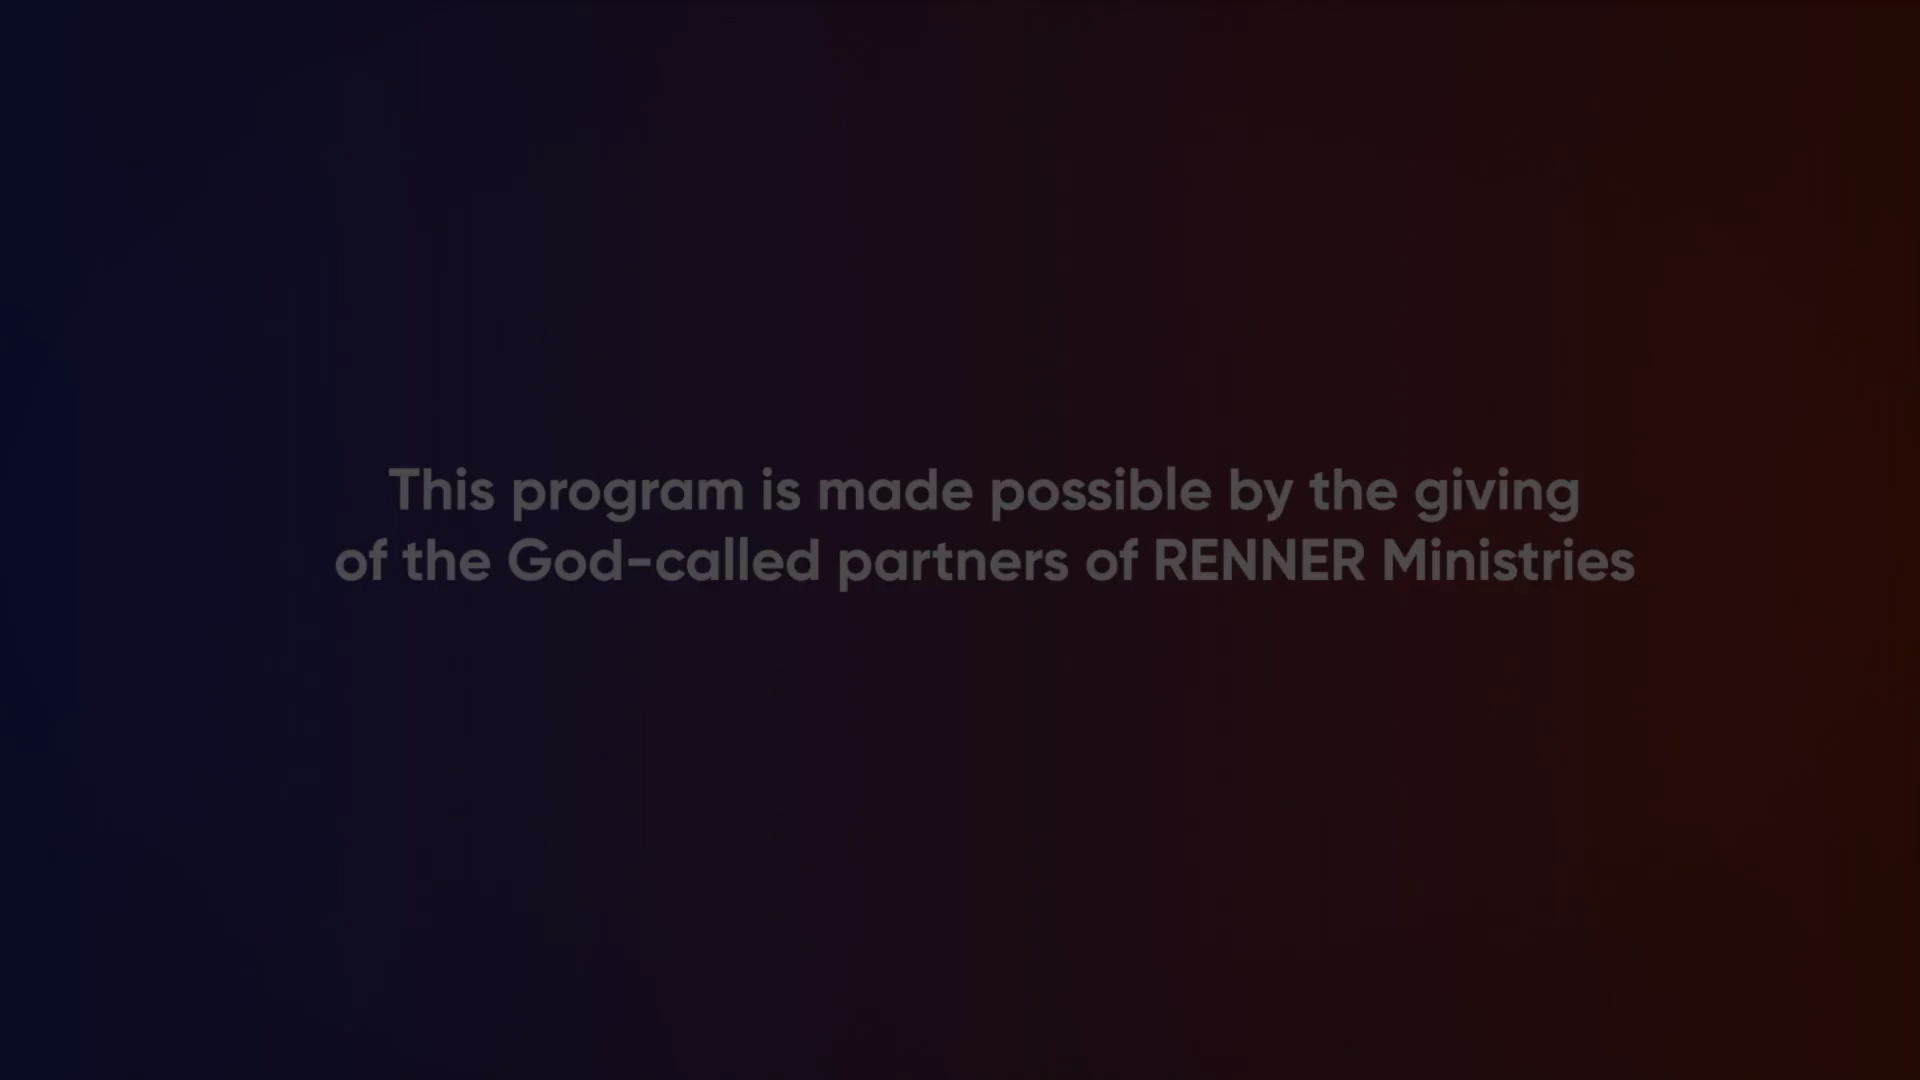 This program is made possible by the giving
of the God-called partners of RENNER Ministries